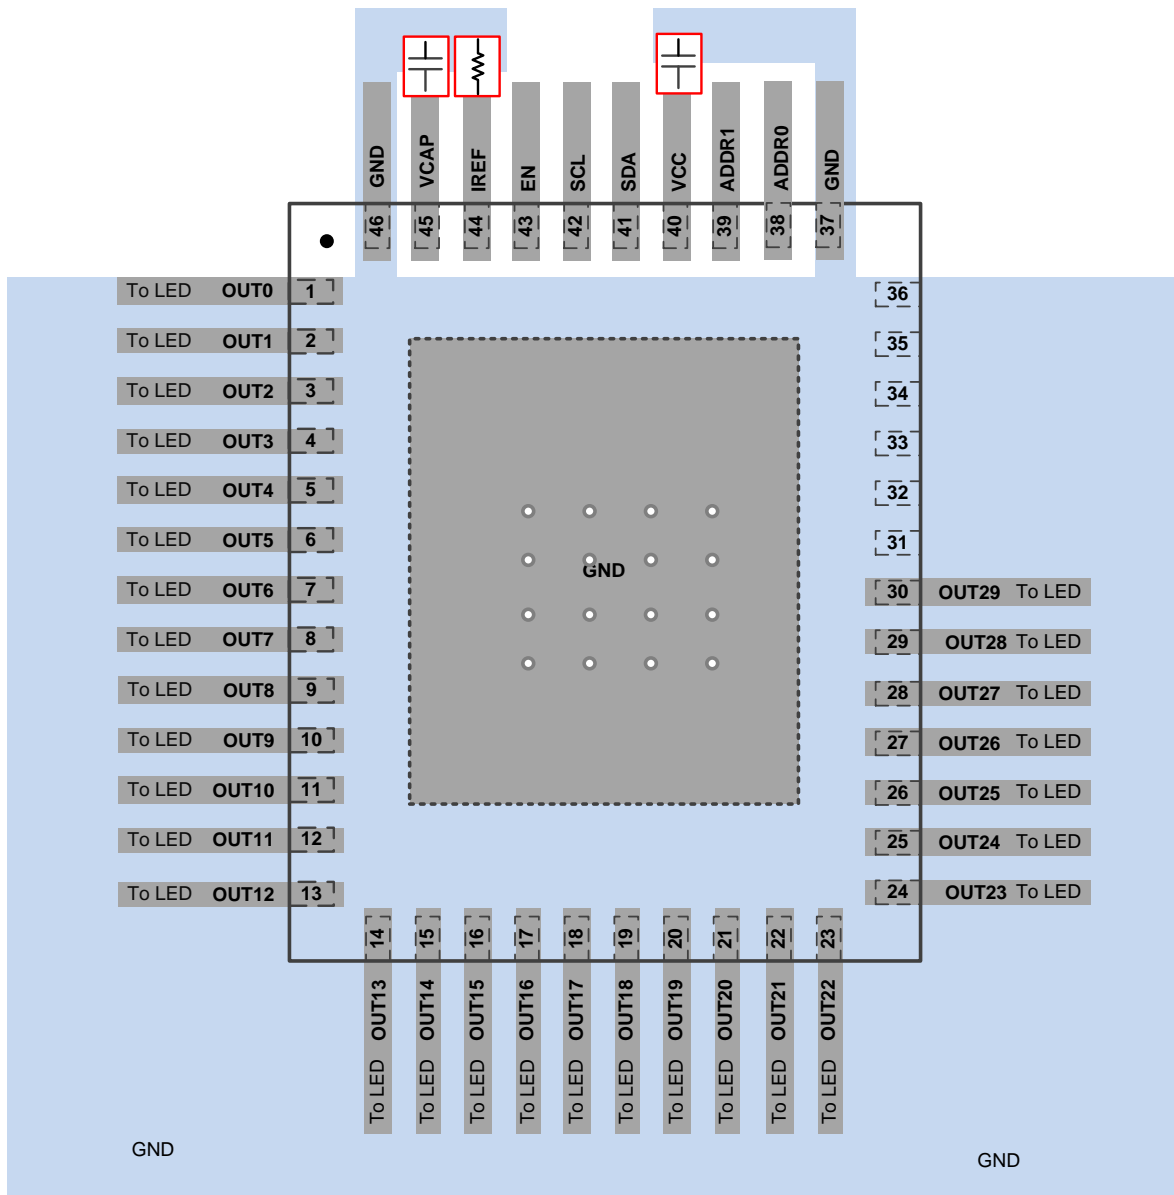 GND
VCAP
IREF
EN
SCL
SDA
VCC
ADDR1
ADDR0
GND
46
45
44
43
42
41
40
39
38
37
To LED OUT0 1
To LED OUT1 2
To LED OUT2 3
To LED OUT3 4
To LED OUT4 5
To LED OUT5 6
To LED OUT6 7
To LED OUT7 8
To LED OUT8 9
To LED OUT9 10
To LED OUT10 11
To LED OUT11 12
To LED OUT12 13
GND
36
35
34
33
32
31
30 OUT29 To LED
29 OUT28 To LED
28 OUT27 To LED
27 OUT26 To LED
26 OUT25 To LED
25 OUT24 To LED
24 OUT23 To LED
To LED OUT13 14
To LED OUT14 15
To LED OUT15 16
To LED OUT16 17
To LED OUT17 18
To LED OUT18 19
To LED OUT19 20
To LED OUT20 21
To LED OUT21 22
To LED OUT22 23
GND
GND